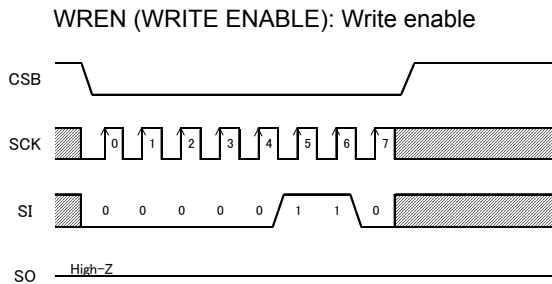 WREN (WRITE ENABLE): Write enable
CSB
SCK
0 1 2 3 4 5 6 7
SI
0 0 0 0 0 1 1 0
SO
High-Z